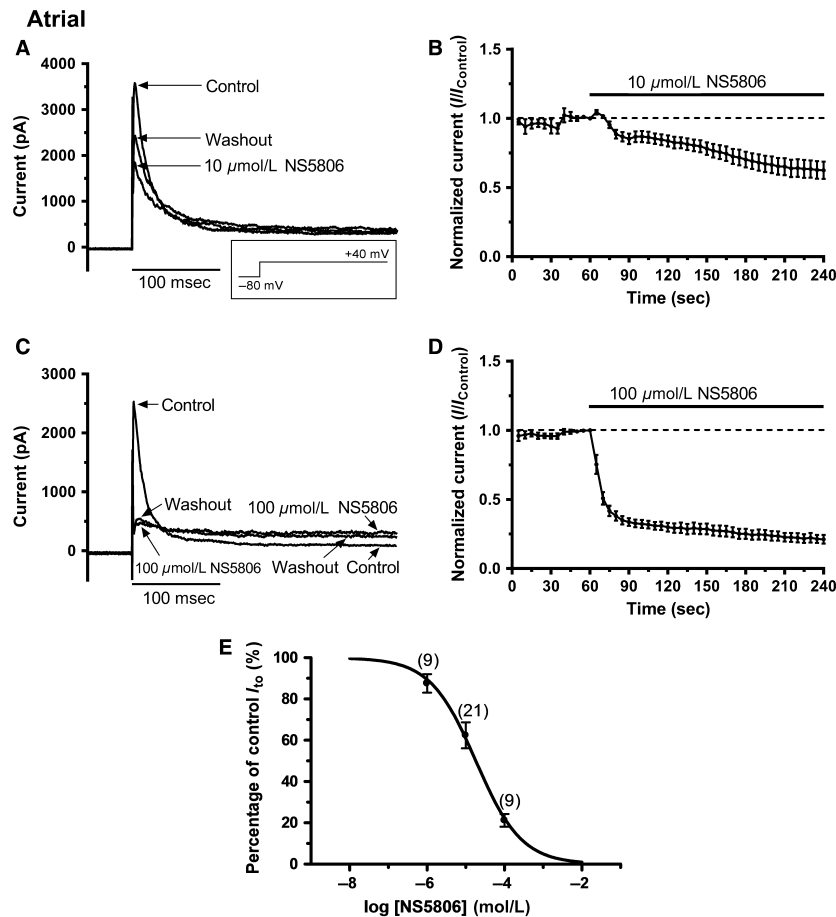 Atrial
A
4000
3000
2000
1000
0
Current (pA)
Control
Washout
10 µmol/L NS5806
100 msec
+40 mV
–80 mV
B
1.5
1.0
0.5
0.0
Normalized current (I/IControl)
10 µmol/L NS5806
0 30 60 90 120 150 180 210 240
Time (sec)
C
3000
2000
1000
0
Current (pA)
Control
Washout
100 µmol/L NS5806
100 µmol/L NS5806
Washout
Control
100 msec
D
1.5
1.0
0.5
0.0
Normalized current (I/IControl)
100 µmol/L NS5806
0 30 60 90 120 150 180 210 240
Time (sec)
E
100
80
60
40
20
0
Percentage of control Ito (%)
(9)
(21)
(9)
–8 –6 –4 –2
log [NS5806] (mol/L)